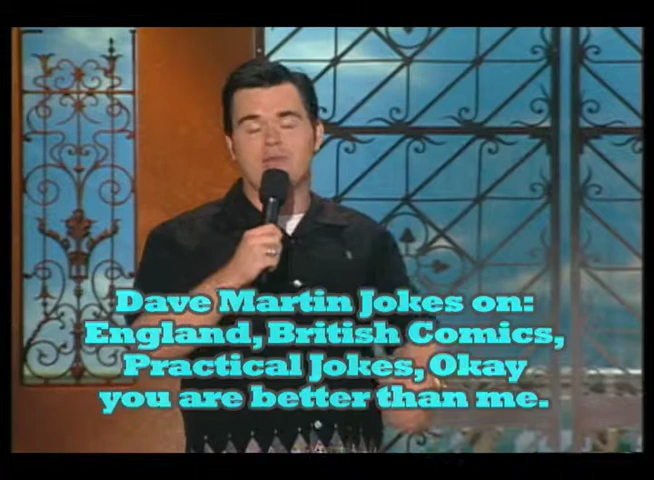 Dave Martin Jokes on:
England, British Comics,
Practical Jokes, Okay
you are better than me.